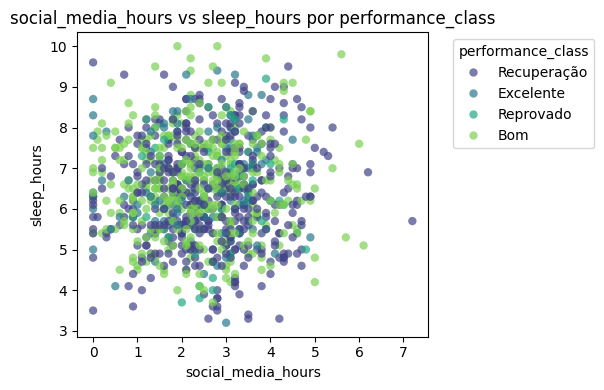 social_media_hours vs sleep_hours por performance_class
10
9
8
7
6
5
4
3
sleep_hours
0 1 2 3 4 5 6 7
social_media_hours
performance_class
Recuperação
Excelente
Reprovado
Bom